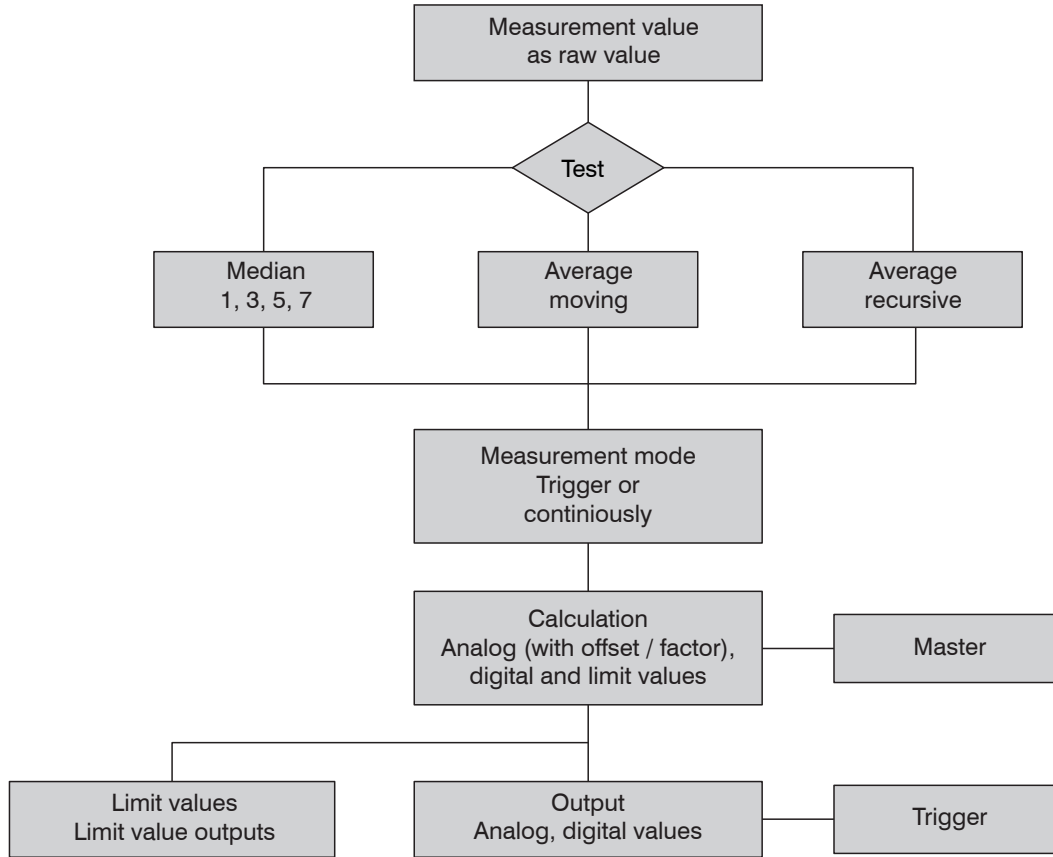 Measurement value
as raw value
Test
Median
1, 3, 5, 7
Average
moving
Average
recursive
Measurement mode
Trigger or
continiously
Calculation
Analog (with offset / factor),
digital and limit values
Master
Limit values
Limit value outputs
Output
Analog, digital values
Trigger